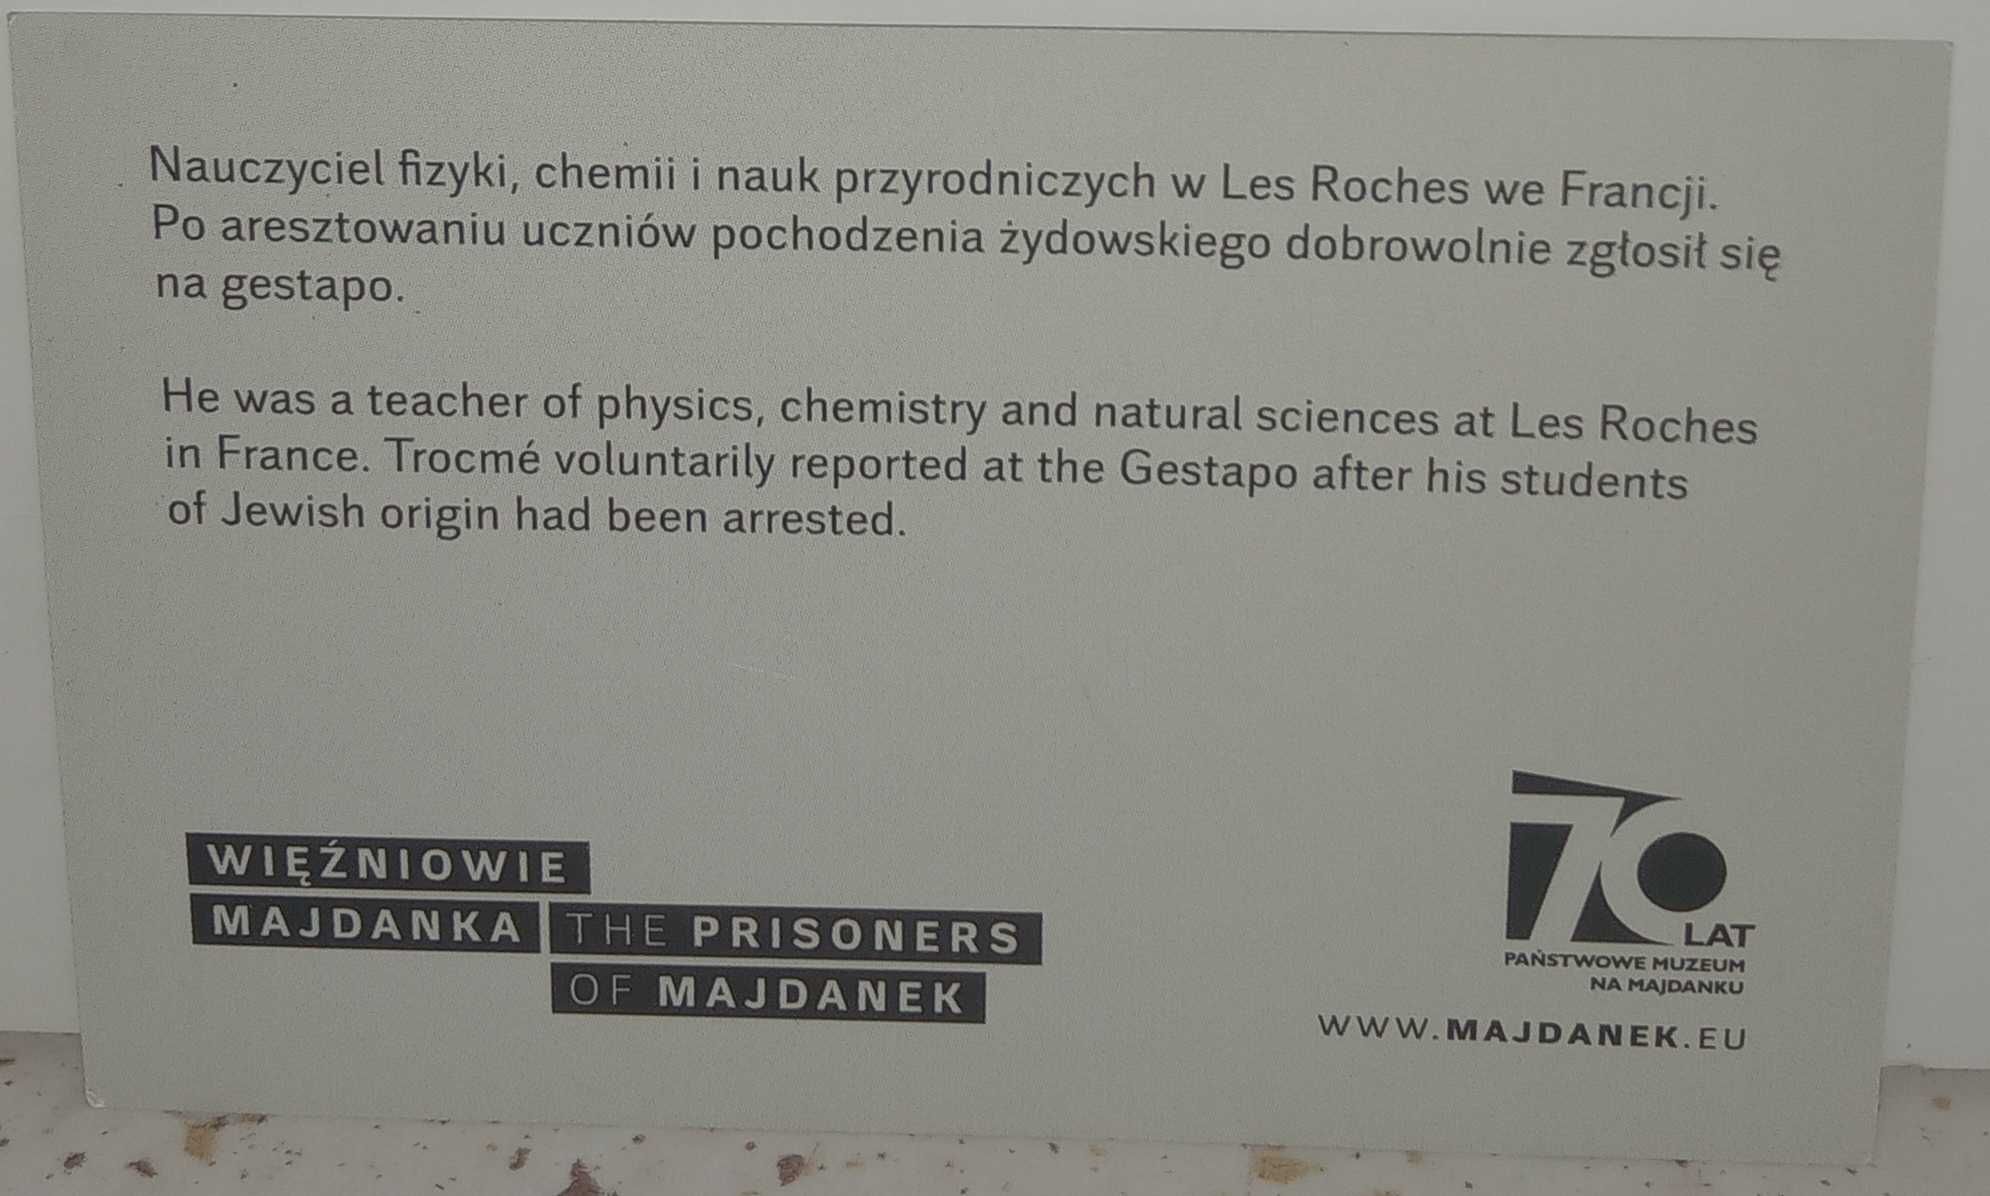 Nauczyciel fizyki, chemii i nauk przyrodniczych w Les Roches we Francji.
Po aresztowaniu uczniów pochodzenia żydowskiego dobrowolnie zgłosił się
na gestapo.
He was a teacher of physics, chemistry and natural sciences at Les Roches
in France. Trocmé voluntarily reported at the Gestapo after his students
of Jewish origin had been arrested.
WIĘŹNIOWIE
MAJDANKA
THE PRISONERS
OF MAJDANEK
70
LAT
PAŃSTWOWE MUZEUM
NA MAJDANKU
WWW.MAJDANEK.EU